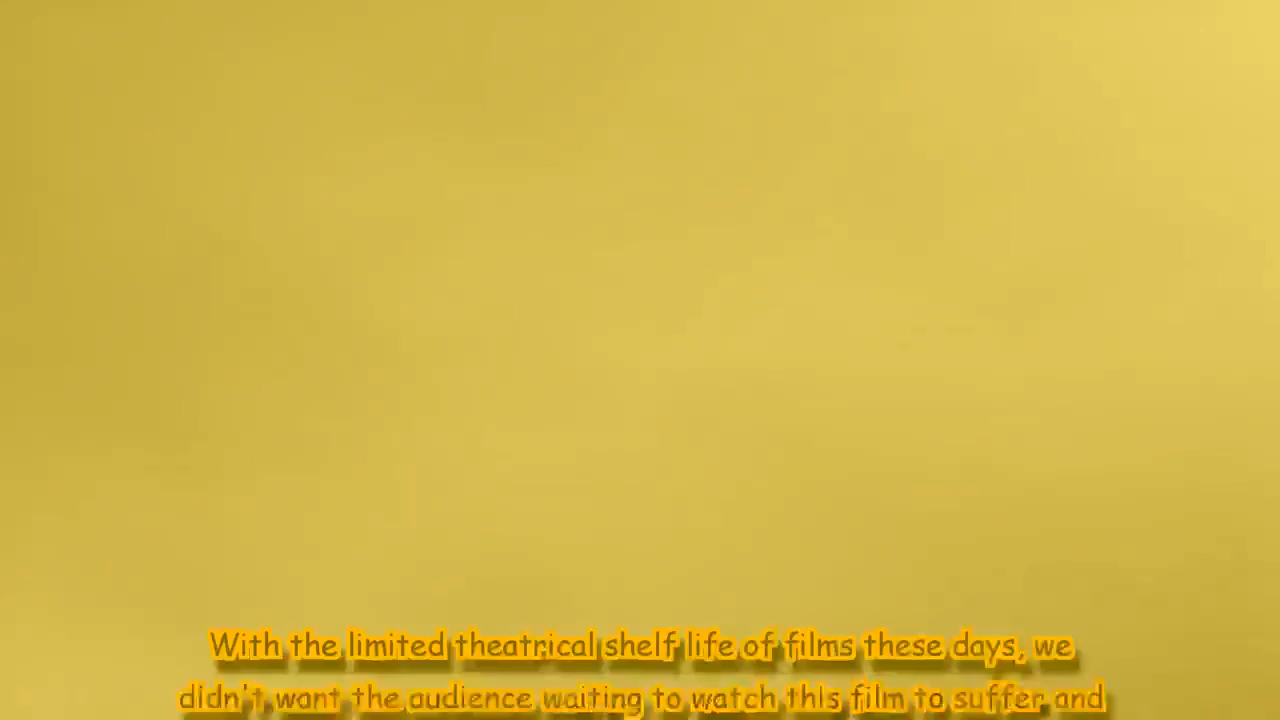 With the limited theatrical shelf life of films these days, we
didn't want the audience waiting to watch this film to suffer and